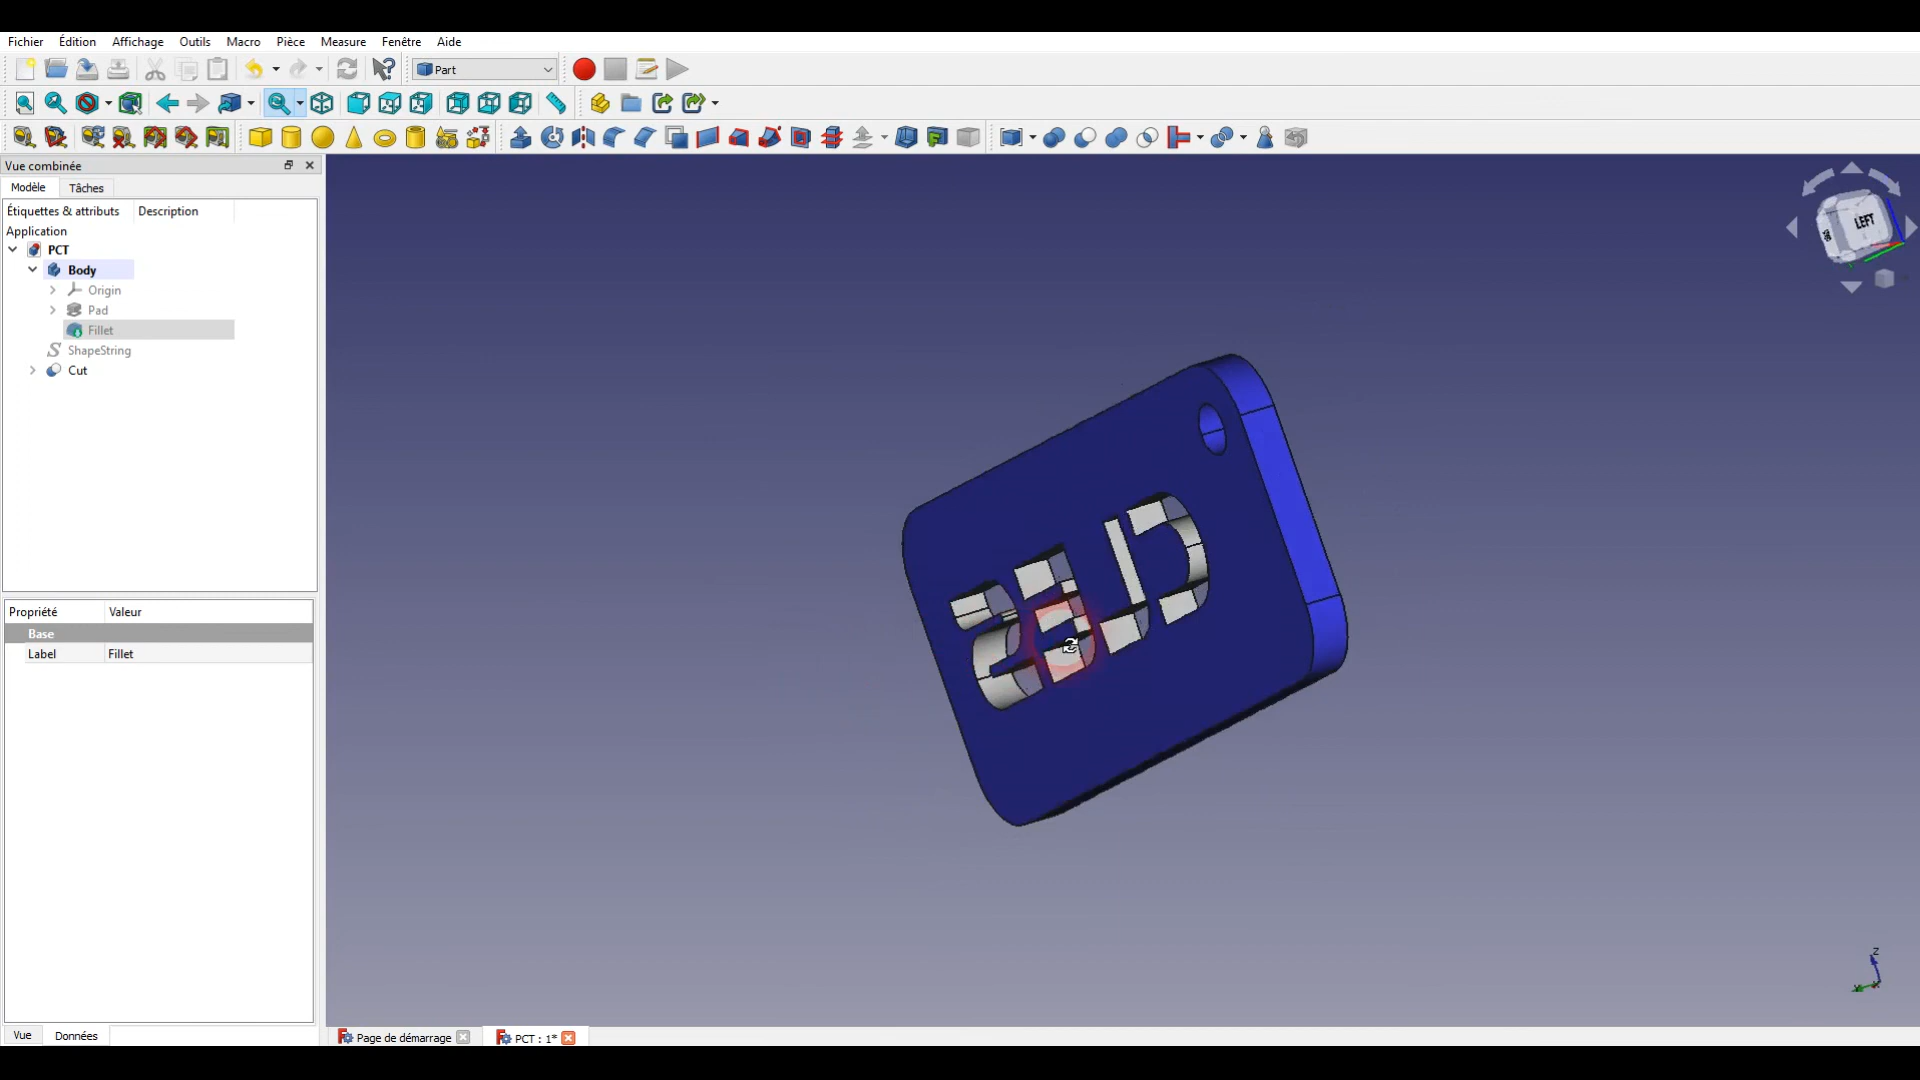 Fichier Édition Affichage Outils Macro Pièce Measure Fenêtre Aide
Part
Vue combinée
Modèle Tâches
Étiquettes & attributs Description
Application
PCT
Body
Origin
Pad
Fillet
ShapeString
Cut
Propriété Valeur
Base
Label Fillet
Vue Données
Page de démarrage PCT : 1*
LEFT
Z